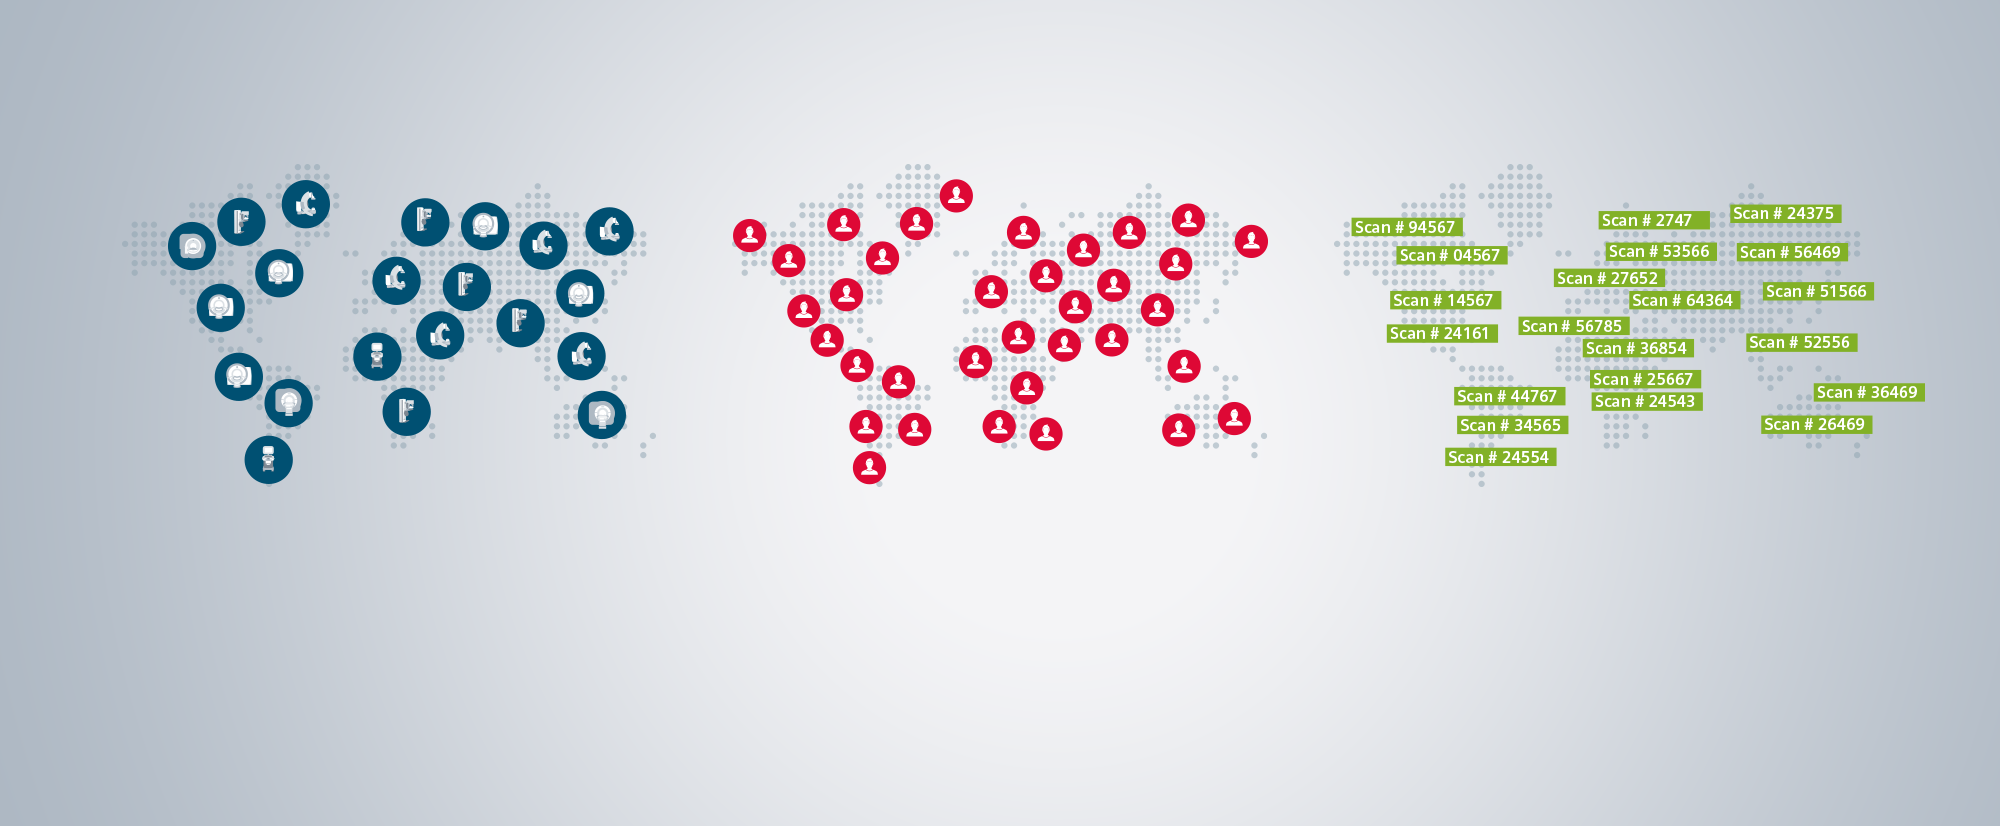 Scan # 94567
Scan # 2747
Scan # 24375
Scan # 04567
Scan # 53566
Scan # 56469
Scan # 27652
Scan # 14567
Scan # 64364
Scan # 51566
Scan # 24161
Scan # 56785
Scan # 52556
Scan # 36854
Scan # 25667
Scan # 44767
Scan # 24543
Scan # 36469
Scan # 34565
Scan # 26469
Scan # 24554